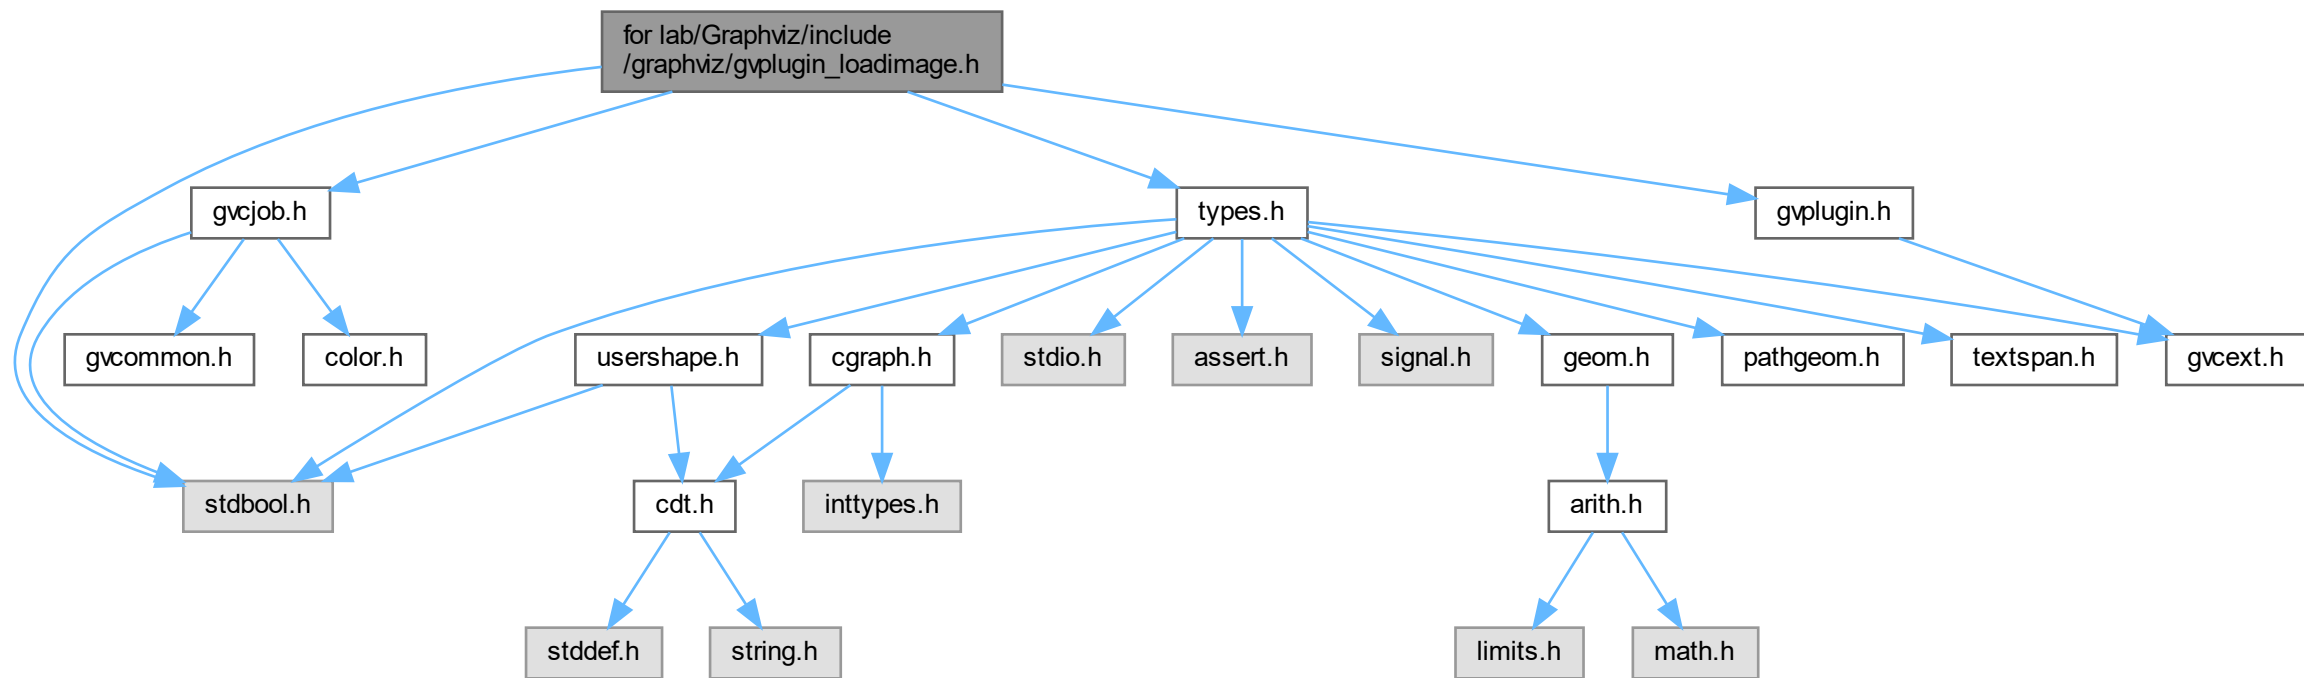 for lab/Graphviz/include
/graphviz/gvplugin_loadimage.h
gvcjob.h
types.h
gvplugin.h
gvcommon.h
color.h
usershape.h
cgraph.h
stdio.h
assert.h
signal.h
geom.h
pathgeom.h
textspan.h
gvcext.h
stdbool.h
cdt.h
inttypes.h
arith.h
stddef.h
string.h
limits.h
math.h